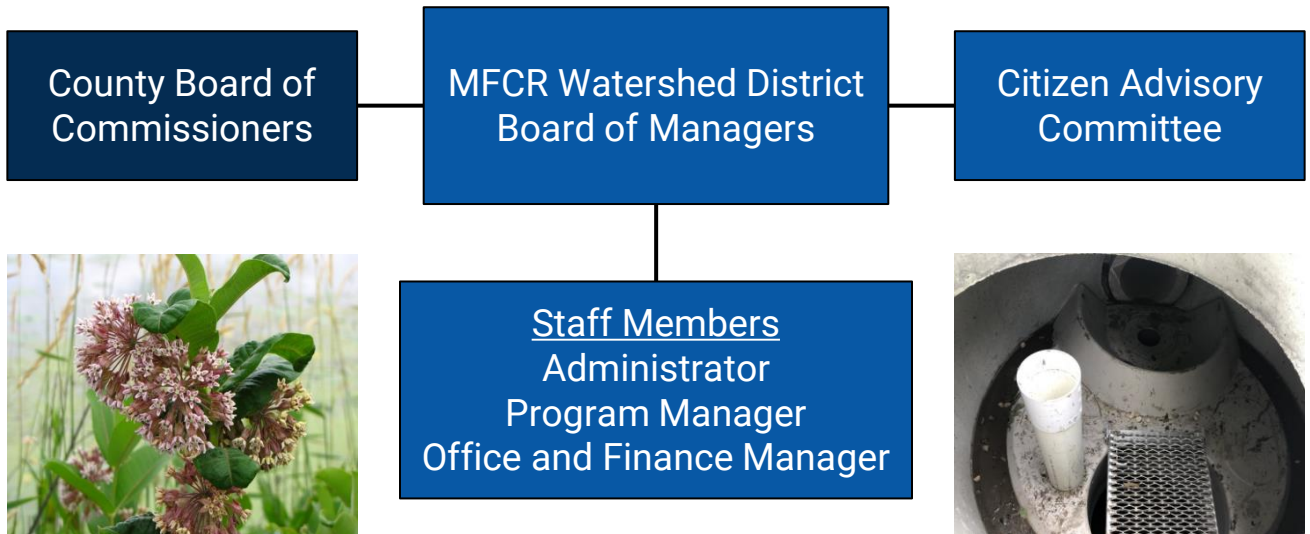 County Board of
Commissioners
MFCR Watershed District
Board of Managers
Citizen Advisory
Committee
Staff Members
Administrator
Program Manager
Office and Finance Manager